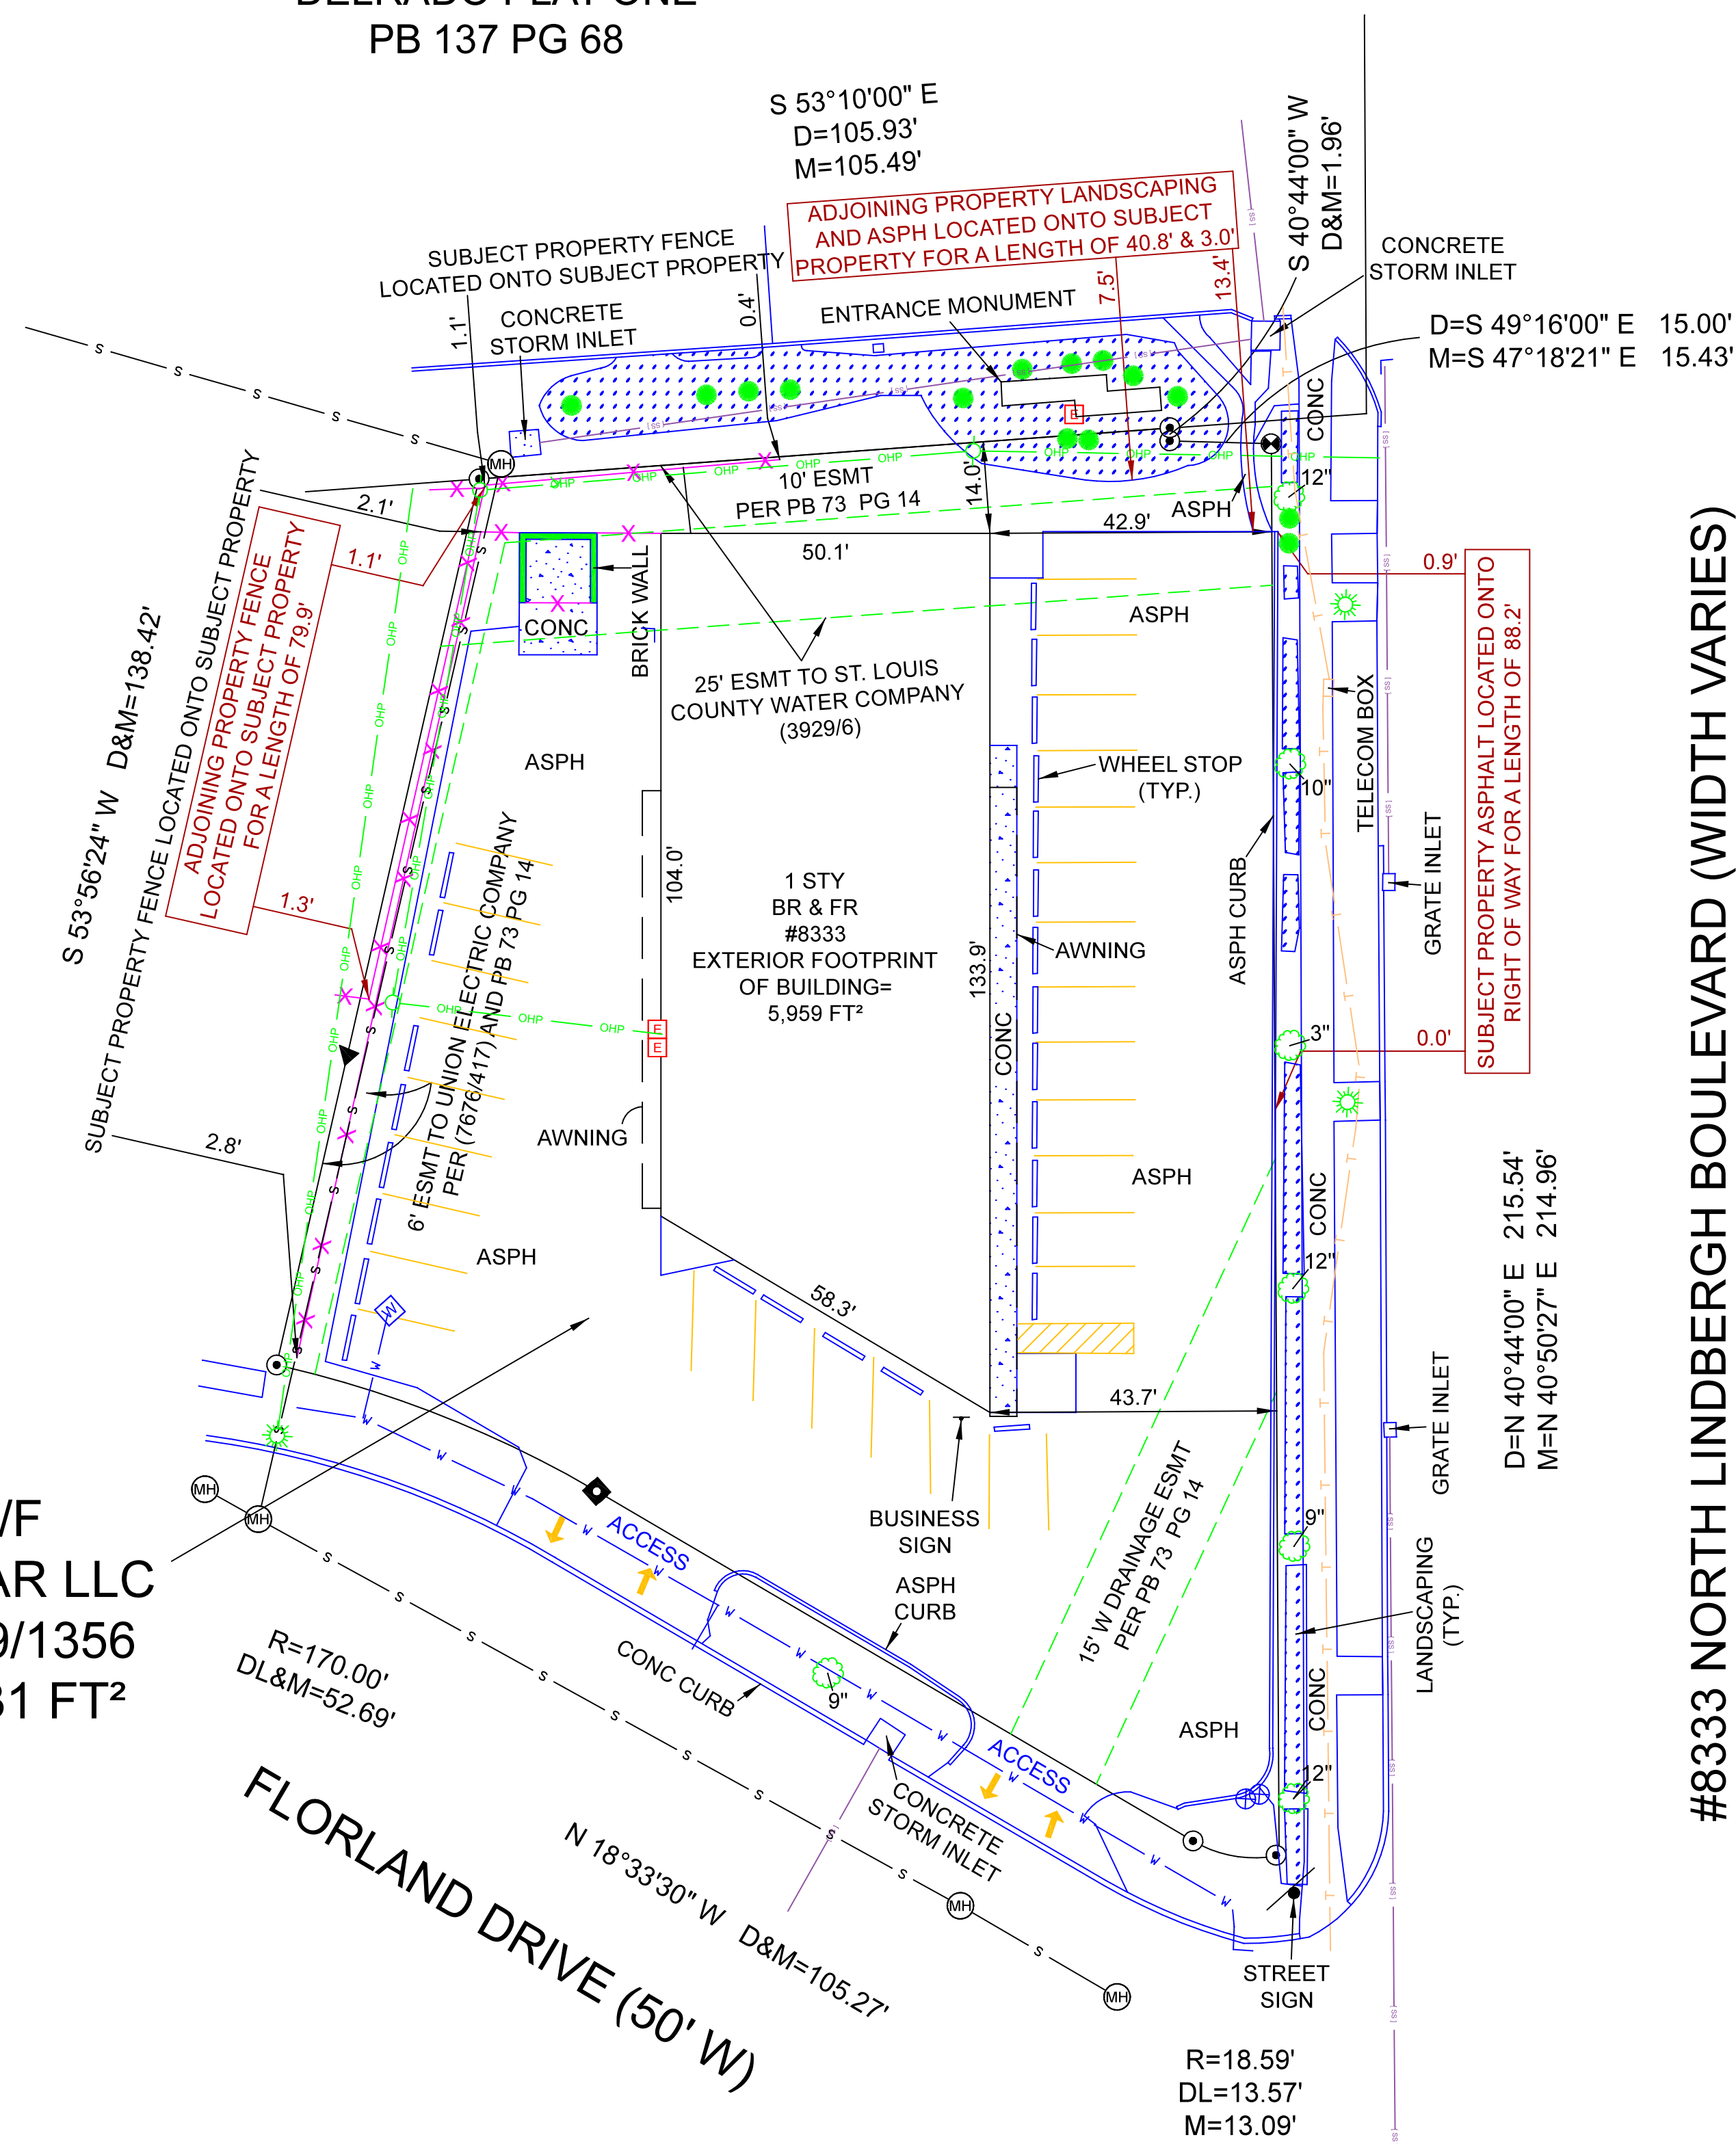 PB 137 PG 68
S 53°10'00" E
D=105.93'
M=105.49'
ADJOINING PROPERTY LANDSCAPING
AND ASPH LOCATED ONTO SUBJECT
PROPERTY FOR A LENGTH OF 40.8' & 3.0'
7.5'
13.4'
S 40°44'00" W
D&M=1.96'
CONCRETE
STORM INLET
D=S 49°16'00" E 15.00'
M=S 47°18'21" E 15.43'
SUBJECT PROPERTY FENCE
LOCATED ONTO SUBJECT PROPERTY
1.1'
0.4'
CONCRETE
STORM INLET
ENTRANCE MONUMENT
MH
E
CONC
12"
10' ESMT
PER PB 73 PG 14
14.0'
42.9'
50.1'
ASPH
2.1'
SUBJECT PROPERTY FENCE LOCATED ONTO SUBJECT PROPERTY
2.8'
ADJOINING PROPERTY FENCE
LOCATED ONTO SUBJECT PROPERTY
FOR A LENGTH OF 79.9'
1.1'
1.3'
S 53°56'24" W D&M=138.42'
BRICK WALL
CONC
25' ESMT TO ST. LOUIS
COUNTY WATER COMPANY
(3929/6)
ASPH
ASPH
0.9'
SUBJECT PROPERTY ASPHALT LOCATED ONTO
RIGHT OF WAY FOR A LENGTH OF 88.2'
0.0'
TELECOM BOX
WHEEL STOP
(TYP.)
10"
ASPH CURB
GRATE INLET
104.0'
1 STY
BR & FR
#8333
EXTERIOR FOOTPRINT
OF BUILDING=
5,959 FT²
133.9'
AWNING
CONC
3"
E
E
6' ESMT TO UNION ELECTRIC COMPANY
PER (7676/417) AND PB 73 PG 14
AWNING
ASPH
ASPH
CONC
12"
58.3'
43.7'
W
GRATE INLET
D=N 40°44'00" E 215.54'
M=N 40°50'27" E 214.96'
#8333 NORTH LINDBERGH BOULEVARD (WIDTH VARIES)
BUSINESS
SIGN
15' W DRAINAGE ESMT
PER PB 73 PG 14
9"
LANDSCAPING
(TYP.)
ACCESS
ASPH
CURB
CONC CURB
9"
MH
MH
/F
AR LLC
9/1356
31 FT²
R=170.00'
DL&M=52.69'
CONC
ASPH
ACCESS
12"
CONCRETE
STORM INLET
N 18°33'30" W D&M=105.27'
FLORLAND DRIVE (50' W)
MH
MH
STREET
SIGN
R=18.59'
DL=13.57'
M=13.09'